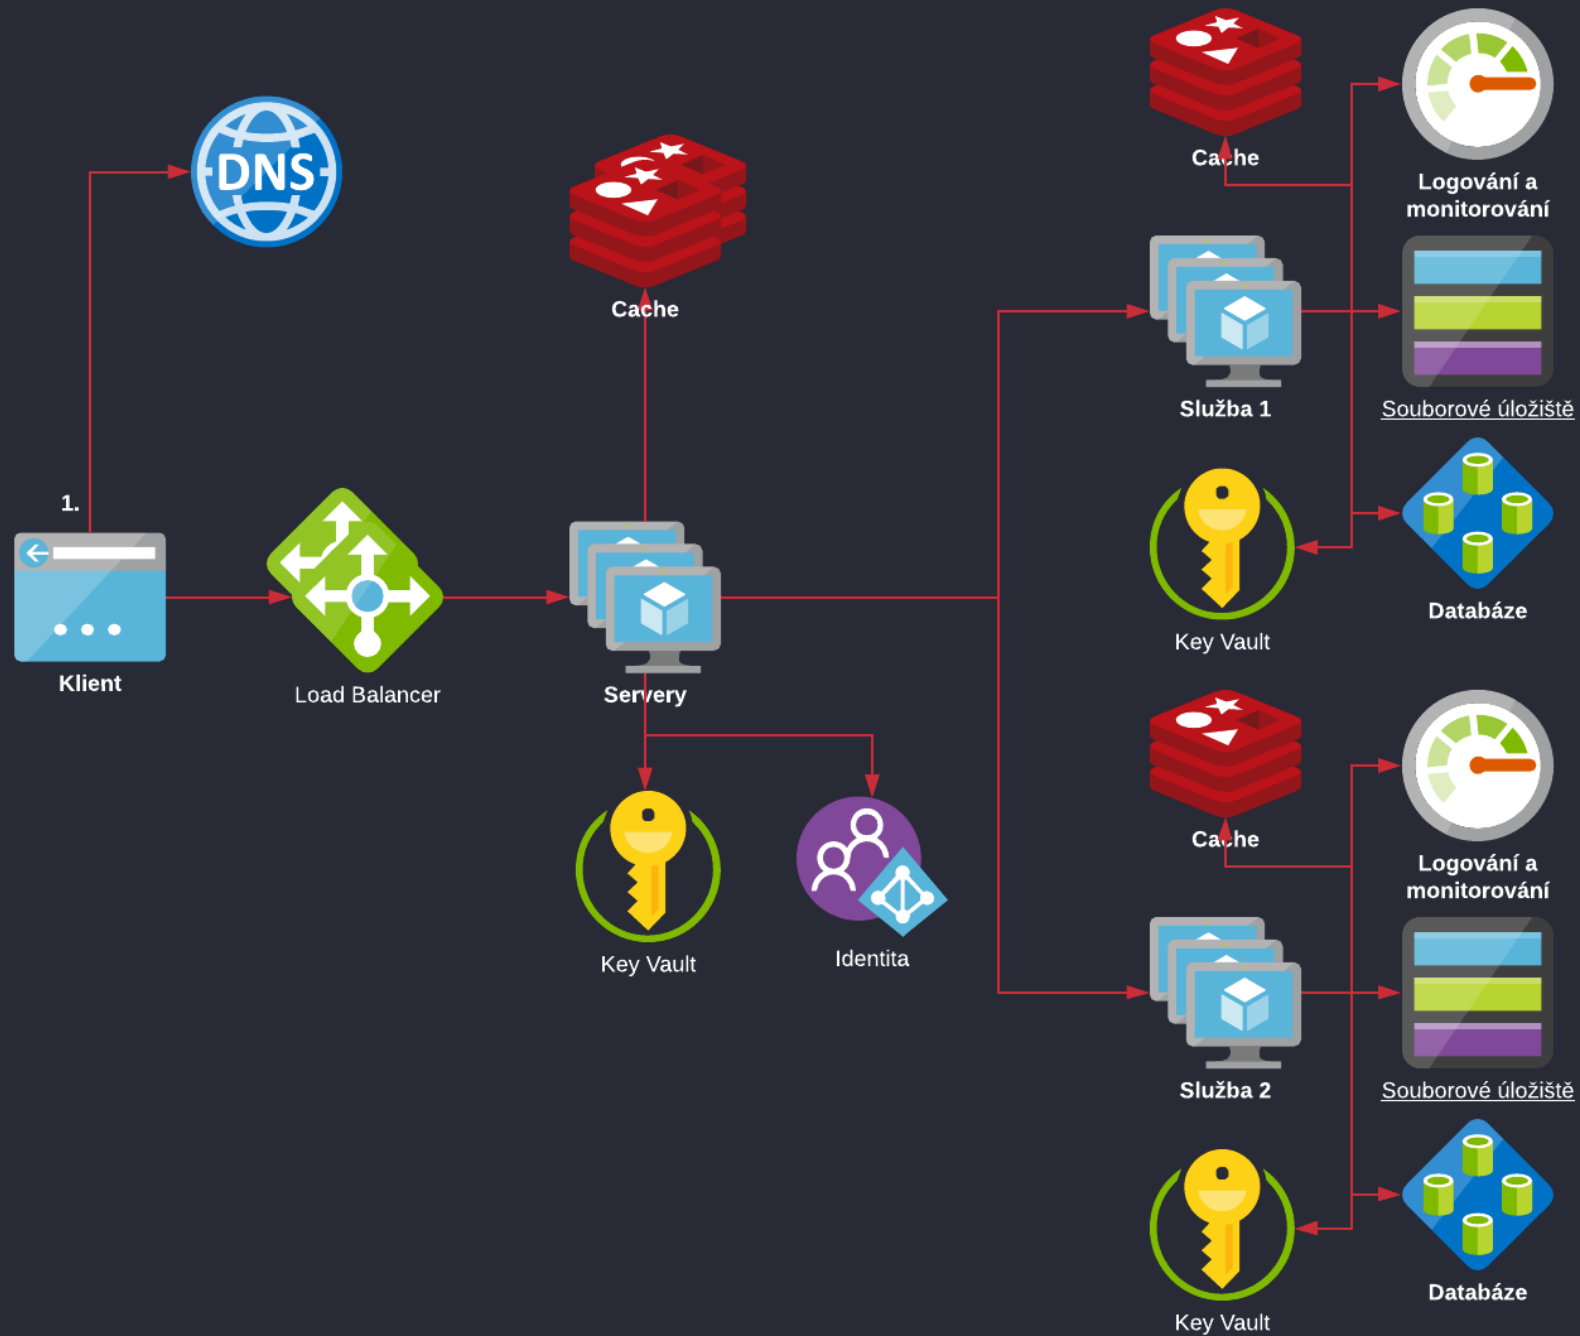 Cache
Logování a
monitorování
DNS
Cache
Služba 1
Souborové úložiště
1.
Klient
Load Balancer
Servery
Key Vault
Databáze
Cache
Logování a
monitorování
Key Vault
Identita
Služba 2
Souborové úložiště
Key Vault
Databáze